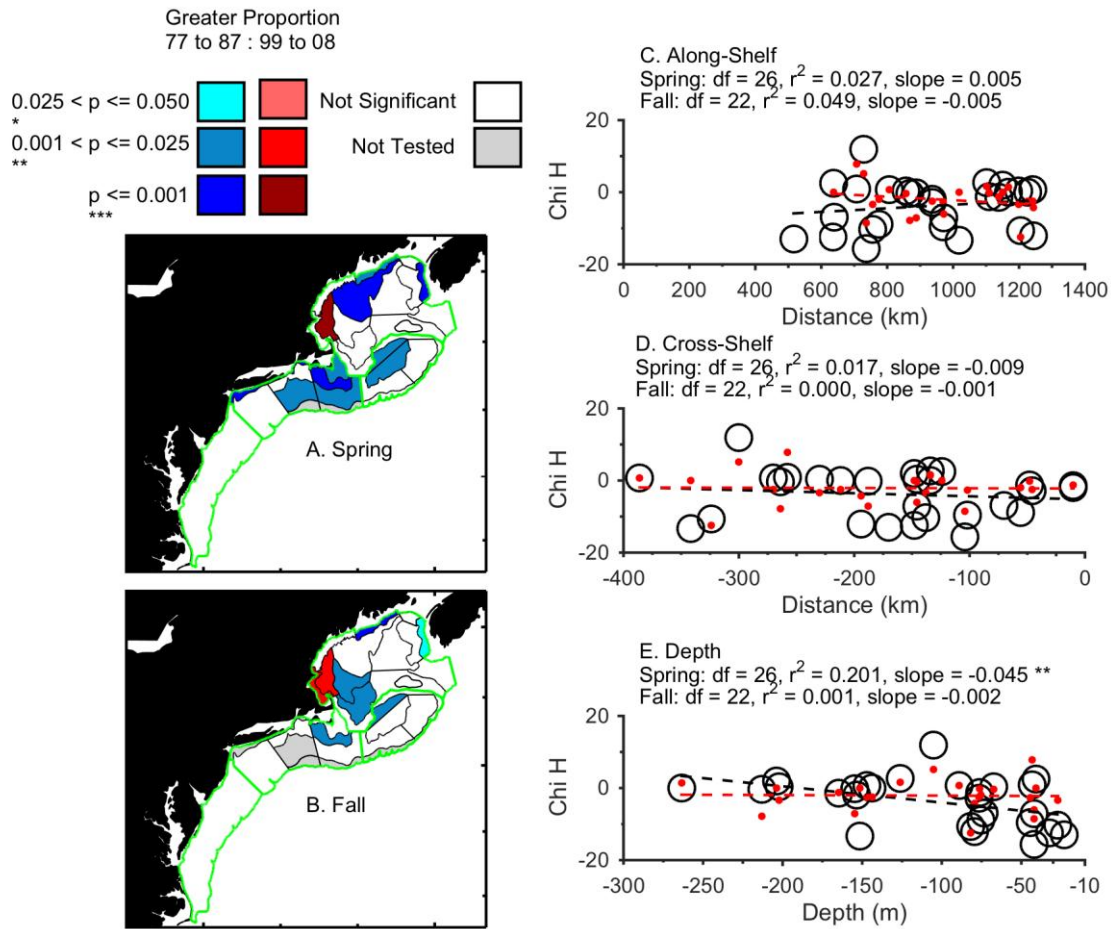 Greater Proportion
77 to 87 : 99 to 08
0.025 < p <= 0.050
*
0.001 < p <= 0.025
**
p <= 0.001
***
Not Significant
Not Tested
A. Spring
B. Fall
C. Along-Shelf
Spring: df = 26, r² = 0.027, slope = 0.005
Fall: df = 22, r² = 0.049, slope = -0.005
20
0
-20
Chi H
0 200 400 600 800 1000 1200 1400
Distance (km)
D. Cross-Shelf
Spring: df = 26, r² = 0.017, slope = -0.009
Fall: df = 22, r² = 0.000, slope = -0.001
20
0
-20
Chi H
-400 -300 -200 -100 0
Distance (km)
E. Depth
Spring: df = 26, r² = 0.201, slope = -0.045 **
Fall: df = 22, r² = 0.001, slope = -0.002
20
0
-20
Chi H
-300 -250 -200 -150 -100 -50 -10
Depth (m)